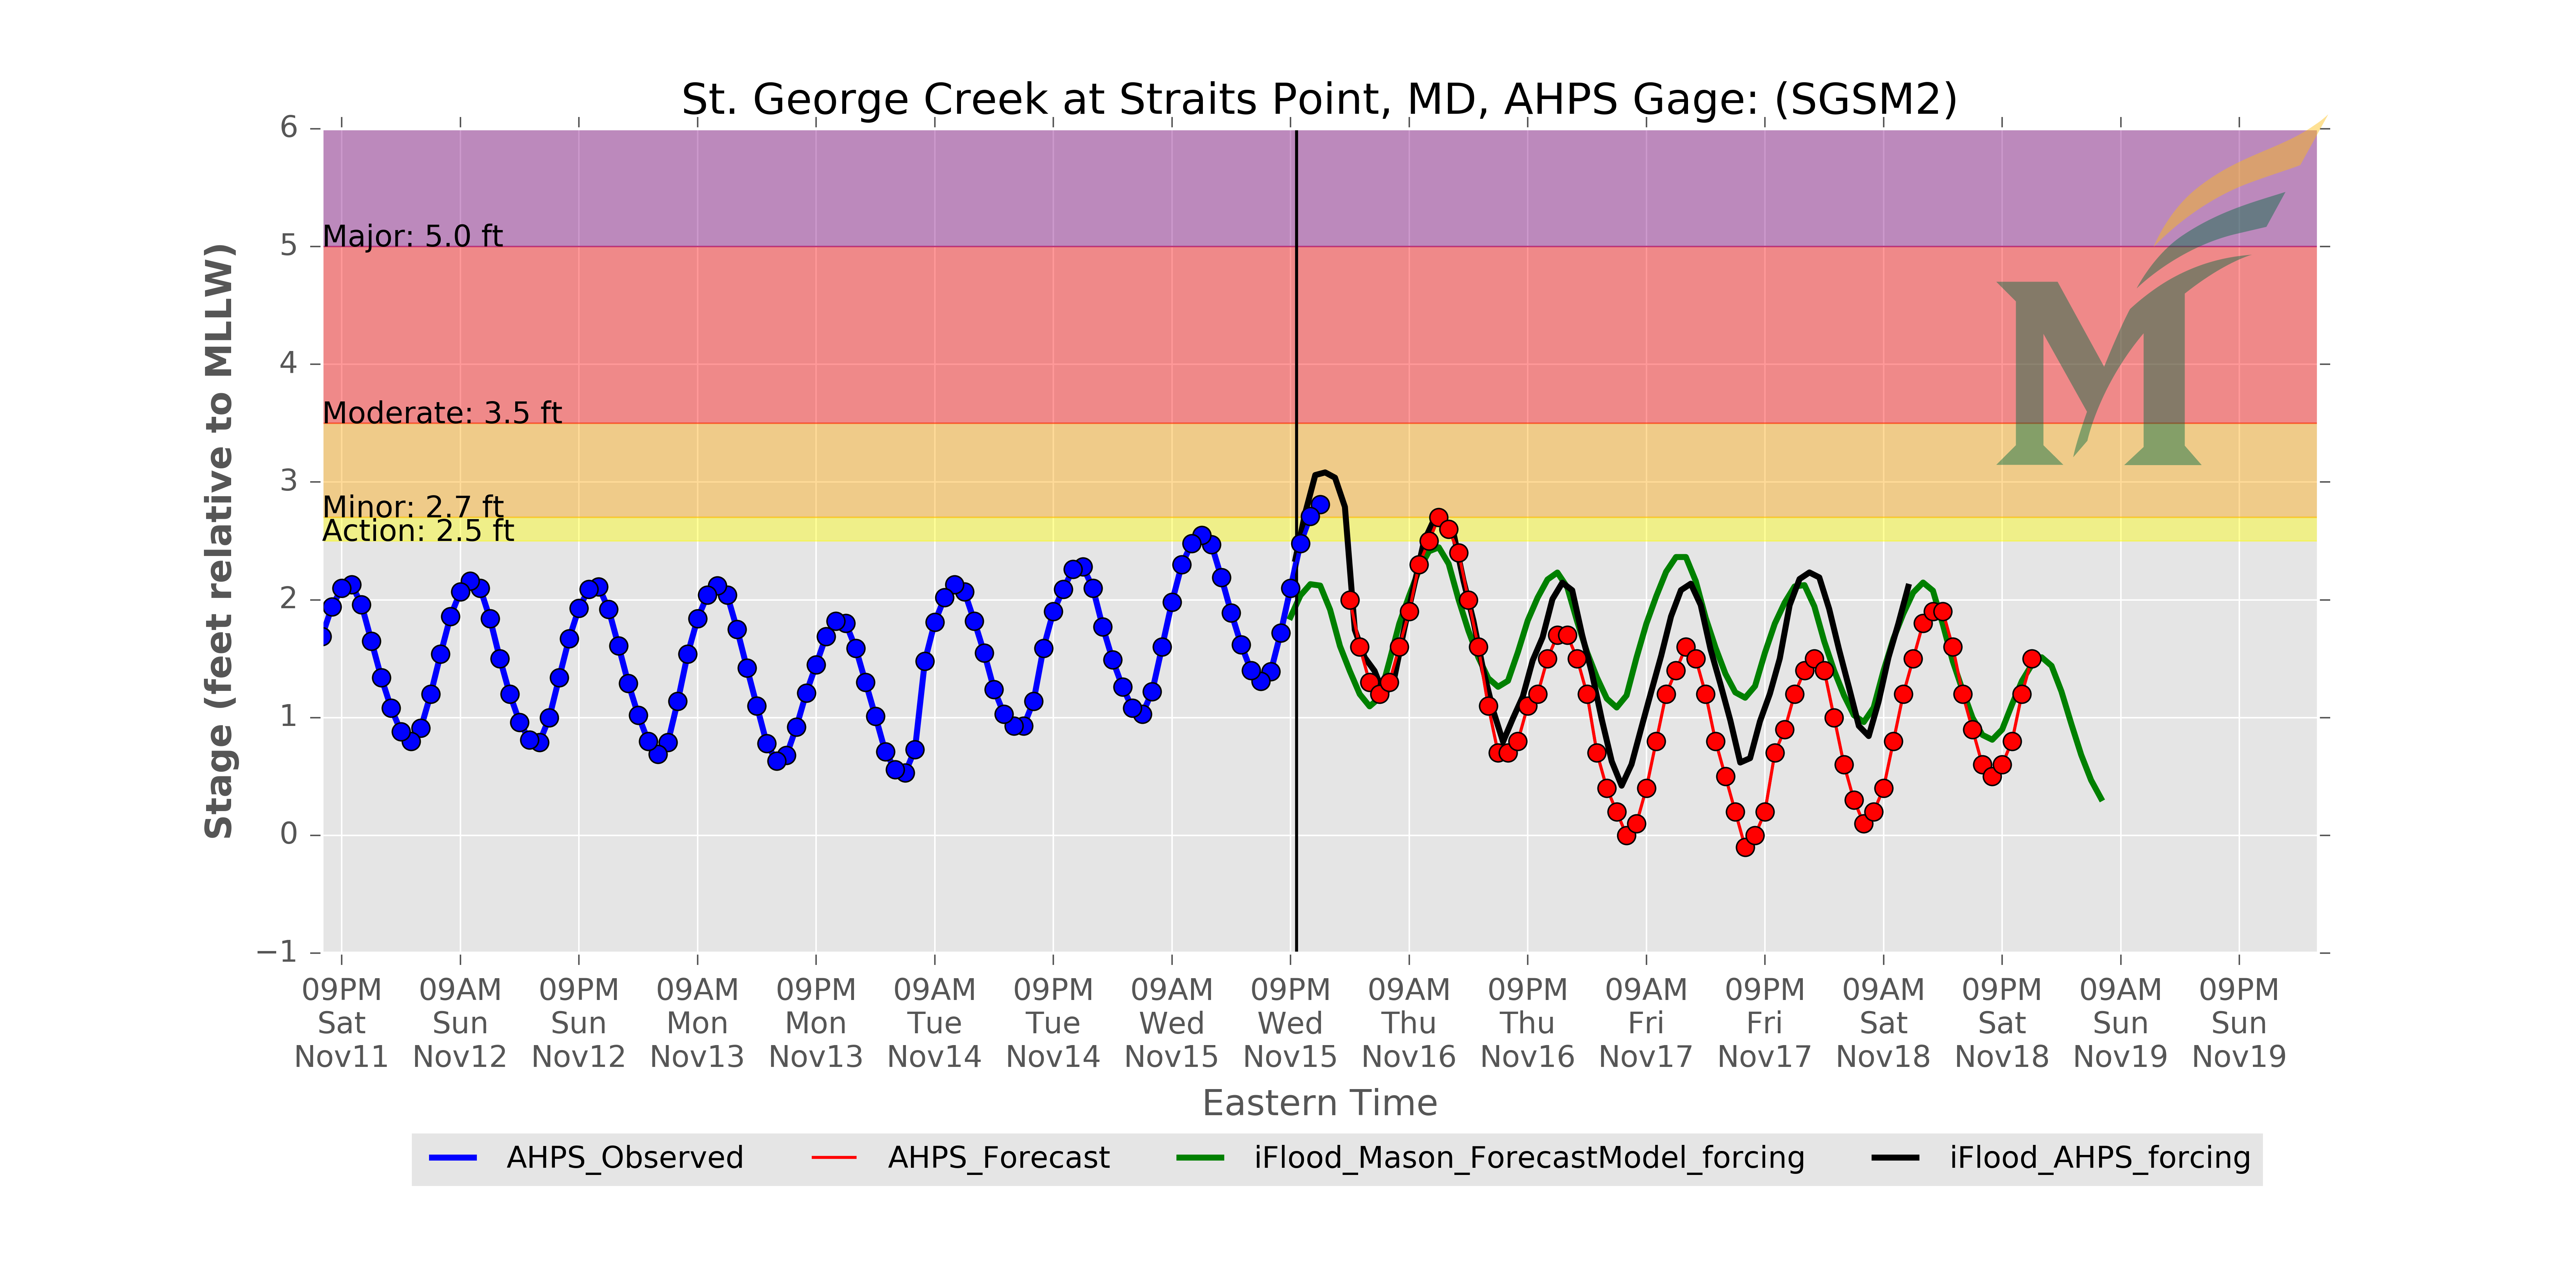 St. George Creek at Straits Point, MD, AHPS Gage: (SGSM2)
6
5
4
3
2
1
0
−1
Stage (feet relative to MLLW)
Major: 5.0 ft
Moderate: 3.5 ft
Minor: 2.7 ft
Action: 2.5 ft
M
09PM 09AM 09PM 09AM 09PM 09AM 09PM 09AM 09PM 09AM 09PM 09AM 09PM 09AM 09PM 09AM 09PM
Sat Sun Sun Mon Mon Tue Tue Wed Wed Thu Thu Fri Fri Sat Sat Sun Sun
Nov11 Nov12 Nov12 Nov13 Nov13 Nov14 Nov14 Nov15 Nov15 Nov16 Nov16 Nov17 Nov17 Nov18 Nov18 Nov19 Nov19
Eastern Time
AHPS_Observed AHPS_Forecast iFlood_Mason_ForecastModel_forcing iFlood_AHPS_forcing